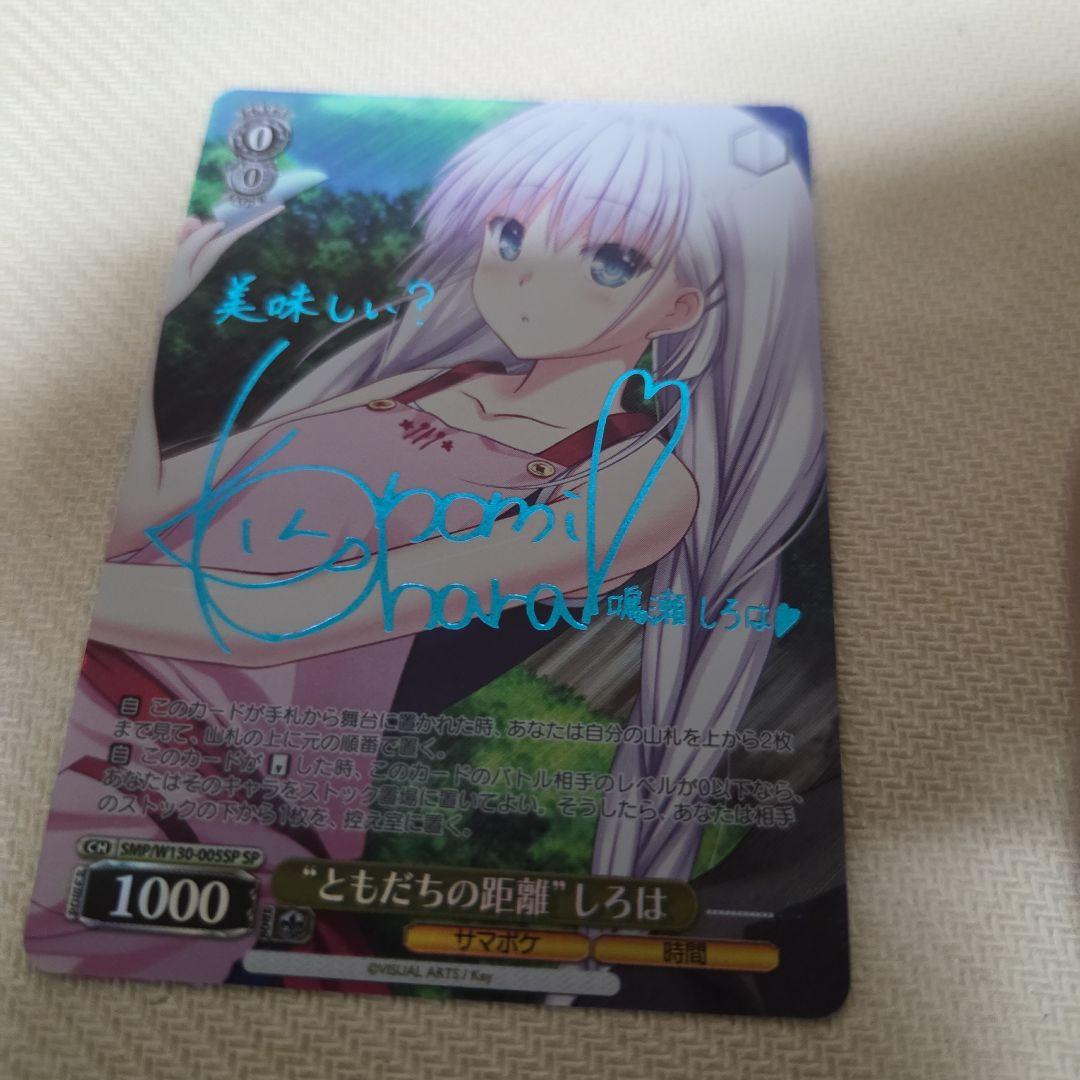 0
0
美味しい?
Konomi
hara
鳴瀬 しろは♥
自 このカードが手札から舞台に置かれた時、あなたは自分の山札を上から2枚
まで見て、山札の上に元の順番で置く。
自 このカードが した時、このカードのバトル相手のレベルが0以下なら、
あなたはそのキャラをストック置場に置いてよい。そうしたら、あなたは相手
のストックの下から1枚を、控え室に置く。
CH SMP/W130-005SP SP
POWER 1000
SOUL
“ともだちの距離”しろは
サマポケ 時間
©VISUAL ARTS / Key